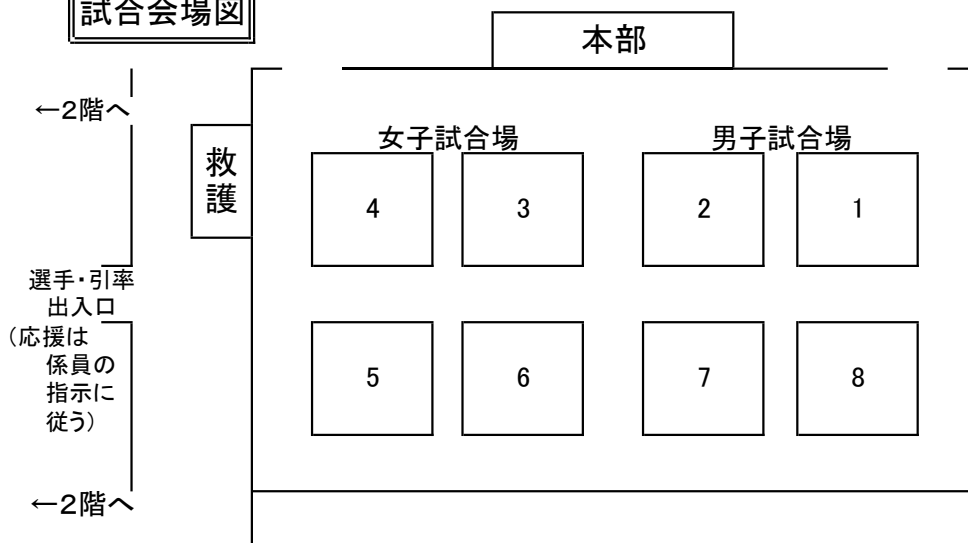 試合会場図
本部
←2階へ
女子試合場
男子試合場
救
護
4
3
2
1
選手・引率
出入口
(応援は
係員の
指示に
従う)
5
6
7
8
←2階へ